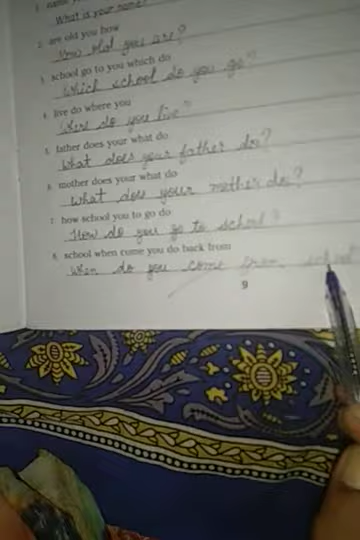 What is your name?
2. are old you how
How old you are?
3. school go to you which do
Which school do you go?
4. live do where you
Where do you live?
5. father does your what do
What does your father do?
6. mother does your what do
What does your mother do?
7. how school you to go do
How do you go to school?
8. school when come you do back from
When do you come from school
9